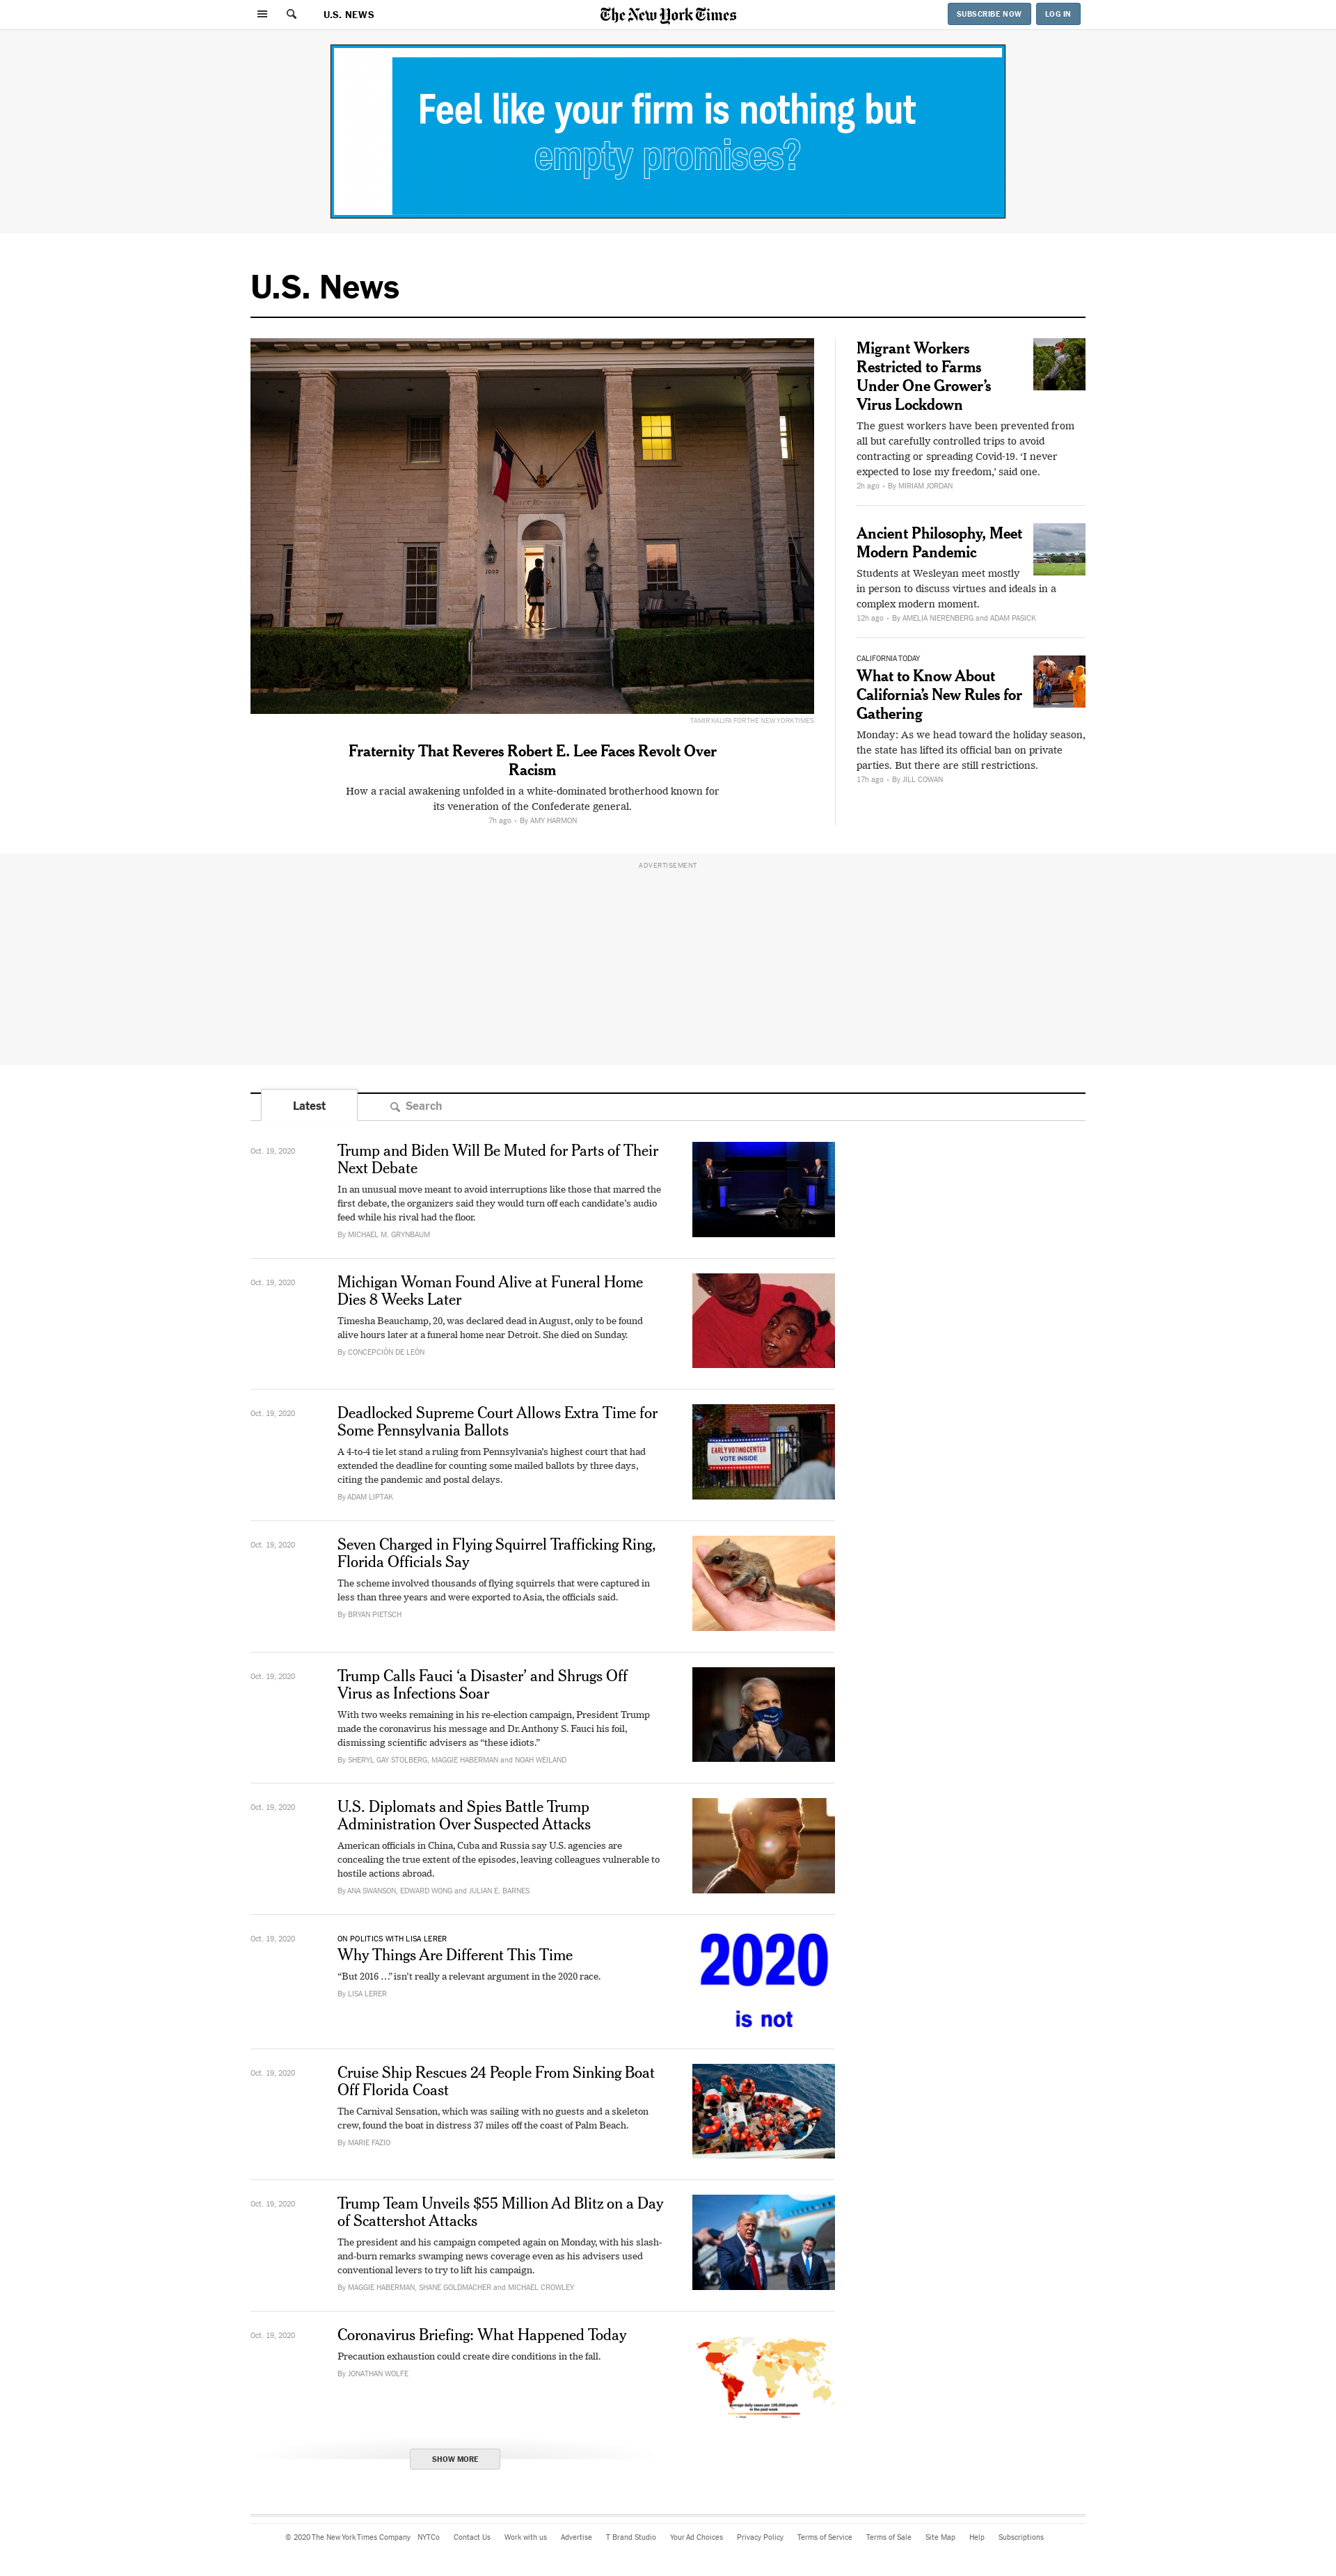 U.S. NEWS
The New York Times
SUBSCRIBE NOW
LOG IN
Feel like your firm is nothing but
empty promises?
U.S. News
TAMIR KALIFA FOR THE NEW YORK TIMES
Fraternity That Reveres Robert E. Lee Faces Revolt Over
Racism
How a racial awakening unfolded in a white-dominated brotherhood known for
its veneration of the Confederate general.
7h ago • By AMY HARMON
Migrant Workers
Restricted to Farms
Under One Grower’s
Virus Lockdown
The guest workers have been prevented from
all but carefully controlled trips to avoid
contracting or spreading Covid-19. ‘I never
expected to lose my freedom,’ said one.
2h ago • By MIRIAM JORDAN
Ancient Philosophy, Meet
Modern Pandemic
Students at Wesleyan meet mostly
in person to discuss virtues and ideals in a
complex modern moment.
12h ago • By AMELIA NIERENBERG and ADAM PASICK
CALIFORNIA TODAY
What to Know About
California’s New Rules for
Gathering
Monday: As we head toward the holiday season,
the state has lifted its official ban on private
parties. But there are still restrictions.
17h ago • By JILL COWAN
ADVERTISEMENT
Latest
Search
Oct. 19, 2020
Trump and Biden Will Be Muted for Parts of Their
Next Debate
In an unusual move meant to avoid interruptions like those that marred the
first debate, the organizers said they would turn off each candidate’s audio
feed while his rival had the floor.
By MICHAEL M. GRYNBAUM
Oct. 19, 2020
Michigan Woman Found Alive at Funeral Home
Dies 8 Weeks Later
Timesha Beauchamp, 20, was declared dead in August, only to be found
alive hours later at a funeral home near Detroit. She died on Sunday.
By CONCEPCIÓN DE LEÓN
Oct. 19, 2020
Deadlocked Supreme Court Allows Extra Time for
Some Pennsylvania Ballots
A 4-to-4 tie let stand a ruling from Pennsylvania’s highest court that had
extended the deadline for counting some mailed ballots by three days,
citing the pandemic and postal delays.
By ADAM LIPTAK
EARLY VOTING CENTER
VOTE INSIDE
Oct. 19, 2020
Seven Charged in Flying Squirrel Trafficking Ring,
Florida Officials Say
The scheme involved thousands of flying squirrels that were captured in
less than three years and were exported to Asia, the officials said.
By BRYAN PIETSCH
Oct. 19, 2020
Trump Calls Fauci ‘a Disaster’ and Shrugs Off
Virus as Infections Soar
With two weeks remaining in his re-election campaign, President Trump
made the coronavirus his message and Dr. Anthony S. Fauci his foil,
dismissing scientific advisers as “these idiots.”
By SHERYL GAY STOLBERG, MAGGIE HABERMAN and NOAH WEILAND
Oct. 19, 2020
U.S. Diplomats and Spies Battle Trump
Administration Over Suspected Attacks
American officials in China, Cuba and Russia say U.S. agencies are
concealing the true extent of the episodes, leaving colleagues vulnerable to
hostile actions abroad.
By ANA SWANSON, EDWARD WONG and JULIAN E. BARNES
Oct. 19, 2020
ON POLITICS WITH LISA LERER
Why Things Are Different This Time
“But 2016 …” isn’t really a relevant argument in the 2020 race.
By LISA LERER
2020
is not
Oct. 19, 2020
Cruise Ship Rescues 24 People From Sinking Boat
Off Florida Coast
The Carnival Sensation, which was sailing with no guests and a skeleton
crew, found the boat in distress 37 miles off the coast of Palm Beach.
By MARIE FAZIO
Oct. 19, 2020
Trump Team Unveils $55 Million Ad Blitz on a Day
of Scattershot Attacks
The president and his campaign competed again on Monday, with his slash-
and-burn remarks swamping news coverage even as his advisers used
conventional levers to try to lift his campaign.
By MAGGIE HABERMAN, SHANE GOLDMACHER and MICHAEL CROWLEY
Oct. 19, 2020
Coronavirus Briefing: What Happened Today
Precaution exhaustion could create dire conditions in the fall.
By JONATHAN WOLFE
Average daily cases per 100,000 people
in the past week
SHOW MORE
© 2020 The New York Times Company NYCo Contact Us Work with us Advertise T Brand Studio Your Ad Choices Privacy Policy Terms of Service Terms of Sale Site Map Help Subscriptions